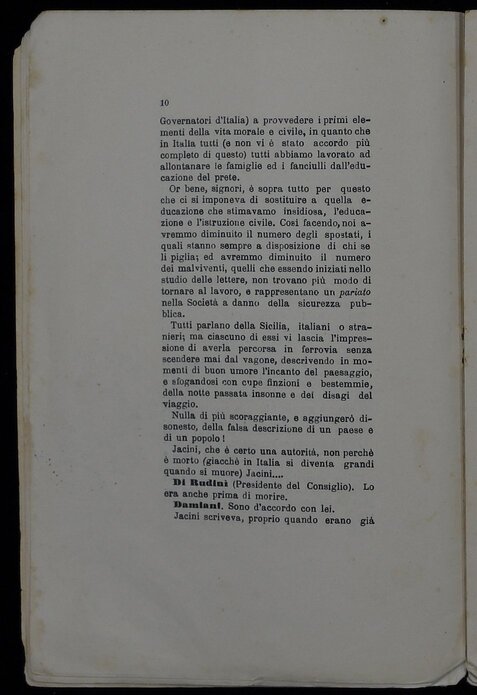 10
Governatori d'Italia) a provvedere i primi ele-
menti della vita morale e civile, in quanto che
in Italia tutti (e non vi è stato accordo più
completo di questo) tutti abbiamo lavorato ad
allontanare le famiglie ed i fanciulli dall'edu-
cazione del prete.
Or bene, signori, è sopra tutto per questo
che ci si imponeva di sostituire a quella e-
ducazione che stimavamo insidiosa, l'educa-
zione e l'istruzione civile. Così facendo, noi a-
vremmo diminuito il numero degli spostati, i
quali stanno sempre a disposizione di chi se
li piglia; ed avremmo diminuito il numero
dei malviventi, quelli che essendo iniziati nello
studio delle lettere, non trovano più modo di
tornare al lavoro, e rappresentano un pariato
nella Società a danno della sicurezza pub-
blica.
Tutti parlano della Sicilia, italiani o stra-
nieri; ma ciascuno di essi vi lascia l'impres-
sione di averla percorsa in ferrovia senza
scendere mai dal vagone, descrivendo in mo-
menti di buon umore l'incanto del paesaggio,
e sfogandosi con cupe finzioni e bestemmie,
della notte passata insonne e dei disagi del
viaggio.
Nulla di più scoraggiante, e aggiungerò di-
sonesto, della falsa descrizione di un paese e
di un popolo!
Jacini, che è certo una autorità, non perchè
è morto (giacchè in Italia si diventa grandi
quando si muore) Jacini....
Di Rudinì (Presidente del Consiglio). Lo
era anche prima di morire.
Damiani. Sono d'accordo con lei.
Jacini scriveva, proprio quando erano già